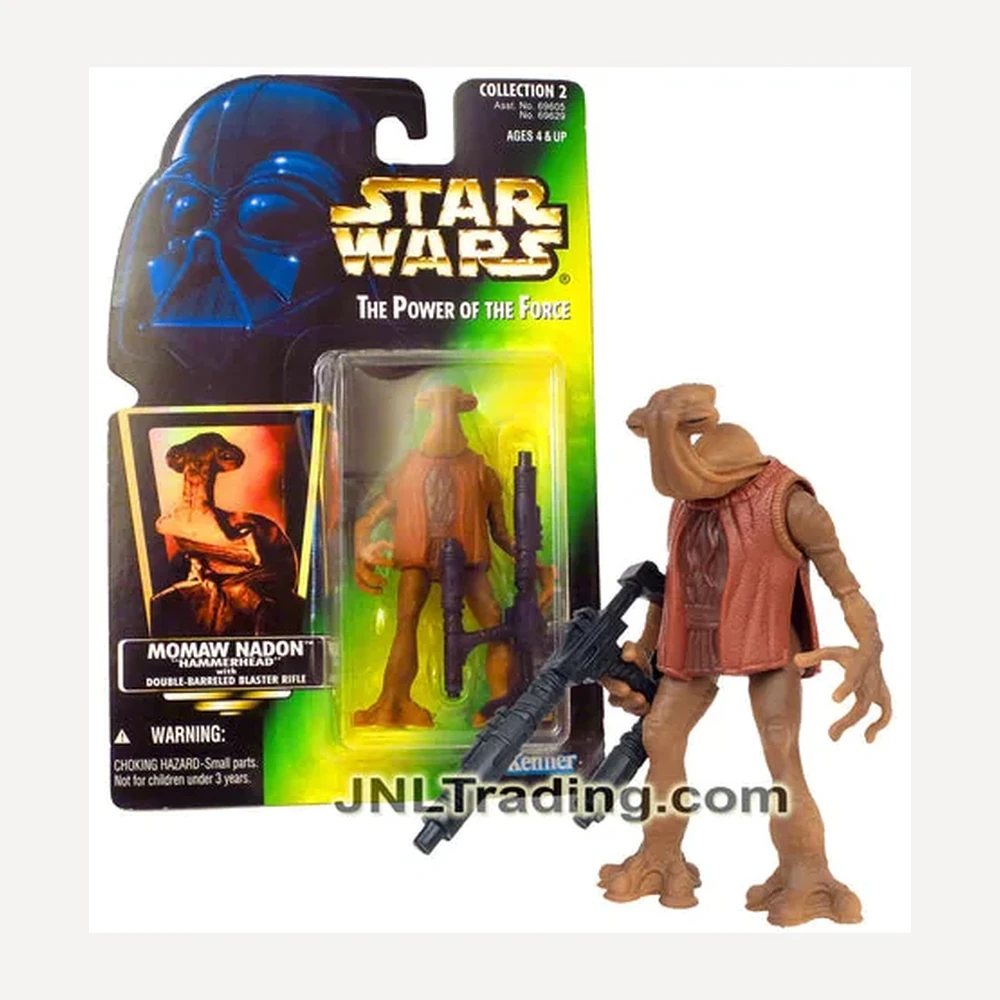 COLLECTION 2
Asst. No. 69605
No. 69629
AGES 4 & UP
STAR
WARS®
THE POWER OF THE FORCE
MOMAW NADON™
"HAMMERHEAD"
with
DOUBLE-BARRELED BLASTER RIFLE
WARNING:
CHOKING HAZARD-Small parts.
Not for children under 3 years.
Kenner
JNLTrading.com